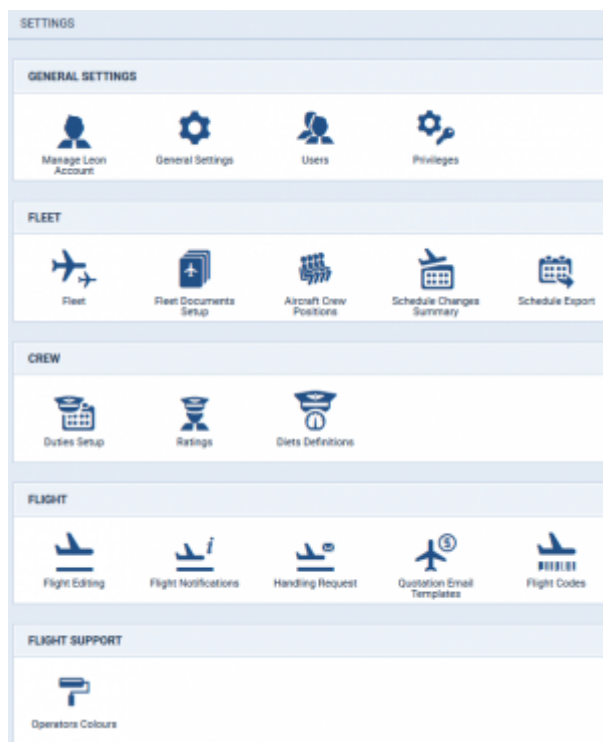 SETTINGS
GENERAL SETTINGS
Manage Leon
Account
General Settings
Users
Privileges
FLEET
Fleet
Fleet Documents
Setup
Aircraft Crew
Positions
Schedule Changes
Summary
Schedule Export
CREW
Duties Setup
Ratings
Diets Definitions
FLIGHT
Flight Editing
Flight Notifications
Handling Request
Quotation Email
Templates
Flight Codes
FLIGHT SUPPORT
Operators Colours